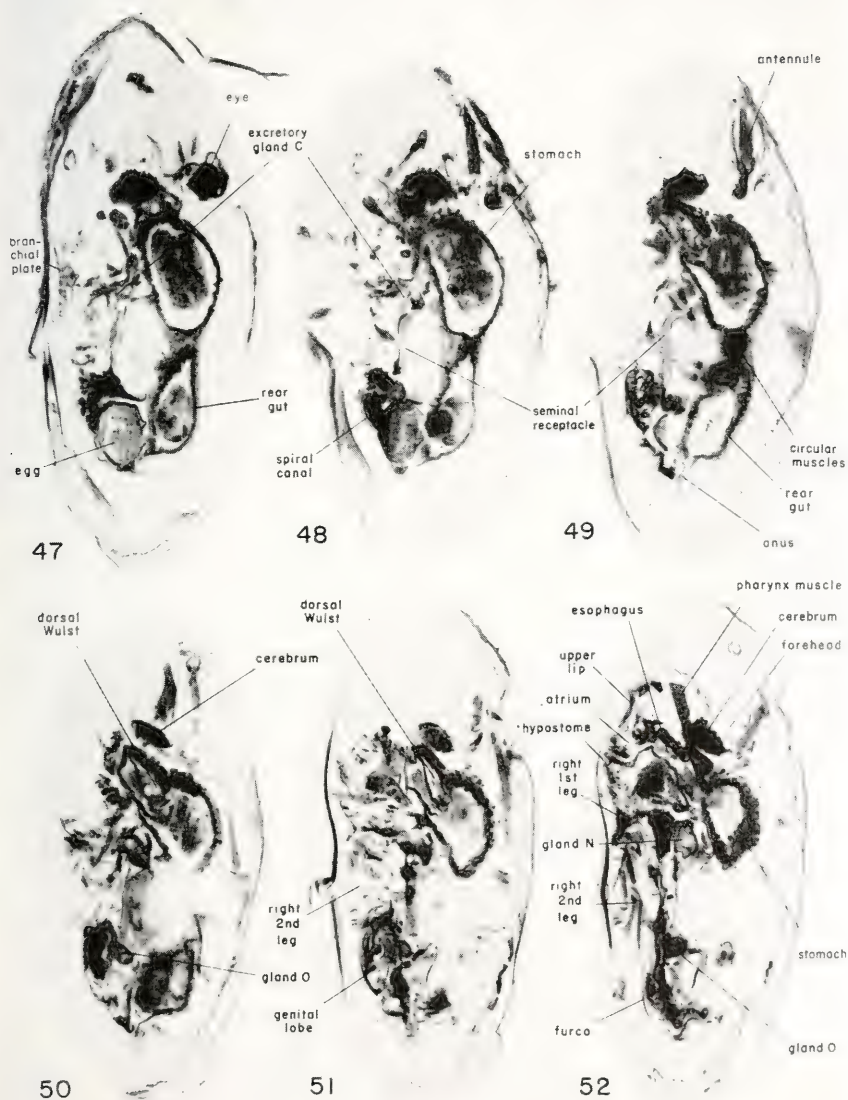 antennule
eye
excretory
gland C
stomach
bran-
chial
plate
rear
gut
seminal
receptacle
spiral
canal
egg
circular
muscles
rear
gut
anus
47
48
49
dorsal
Wulst
cerebrum
dorsal
Wulst
esophagus
pharynx muscle
cerebrum
forehead
upper
lip
atrium
hypostome
right
1st
leg
gland N
right
2nd
leg
right
2nd
leg
gland O
genital
lobe
furca
stomach
gland O
50
51
52